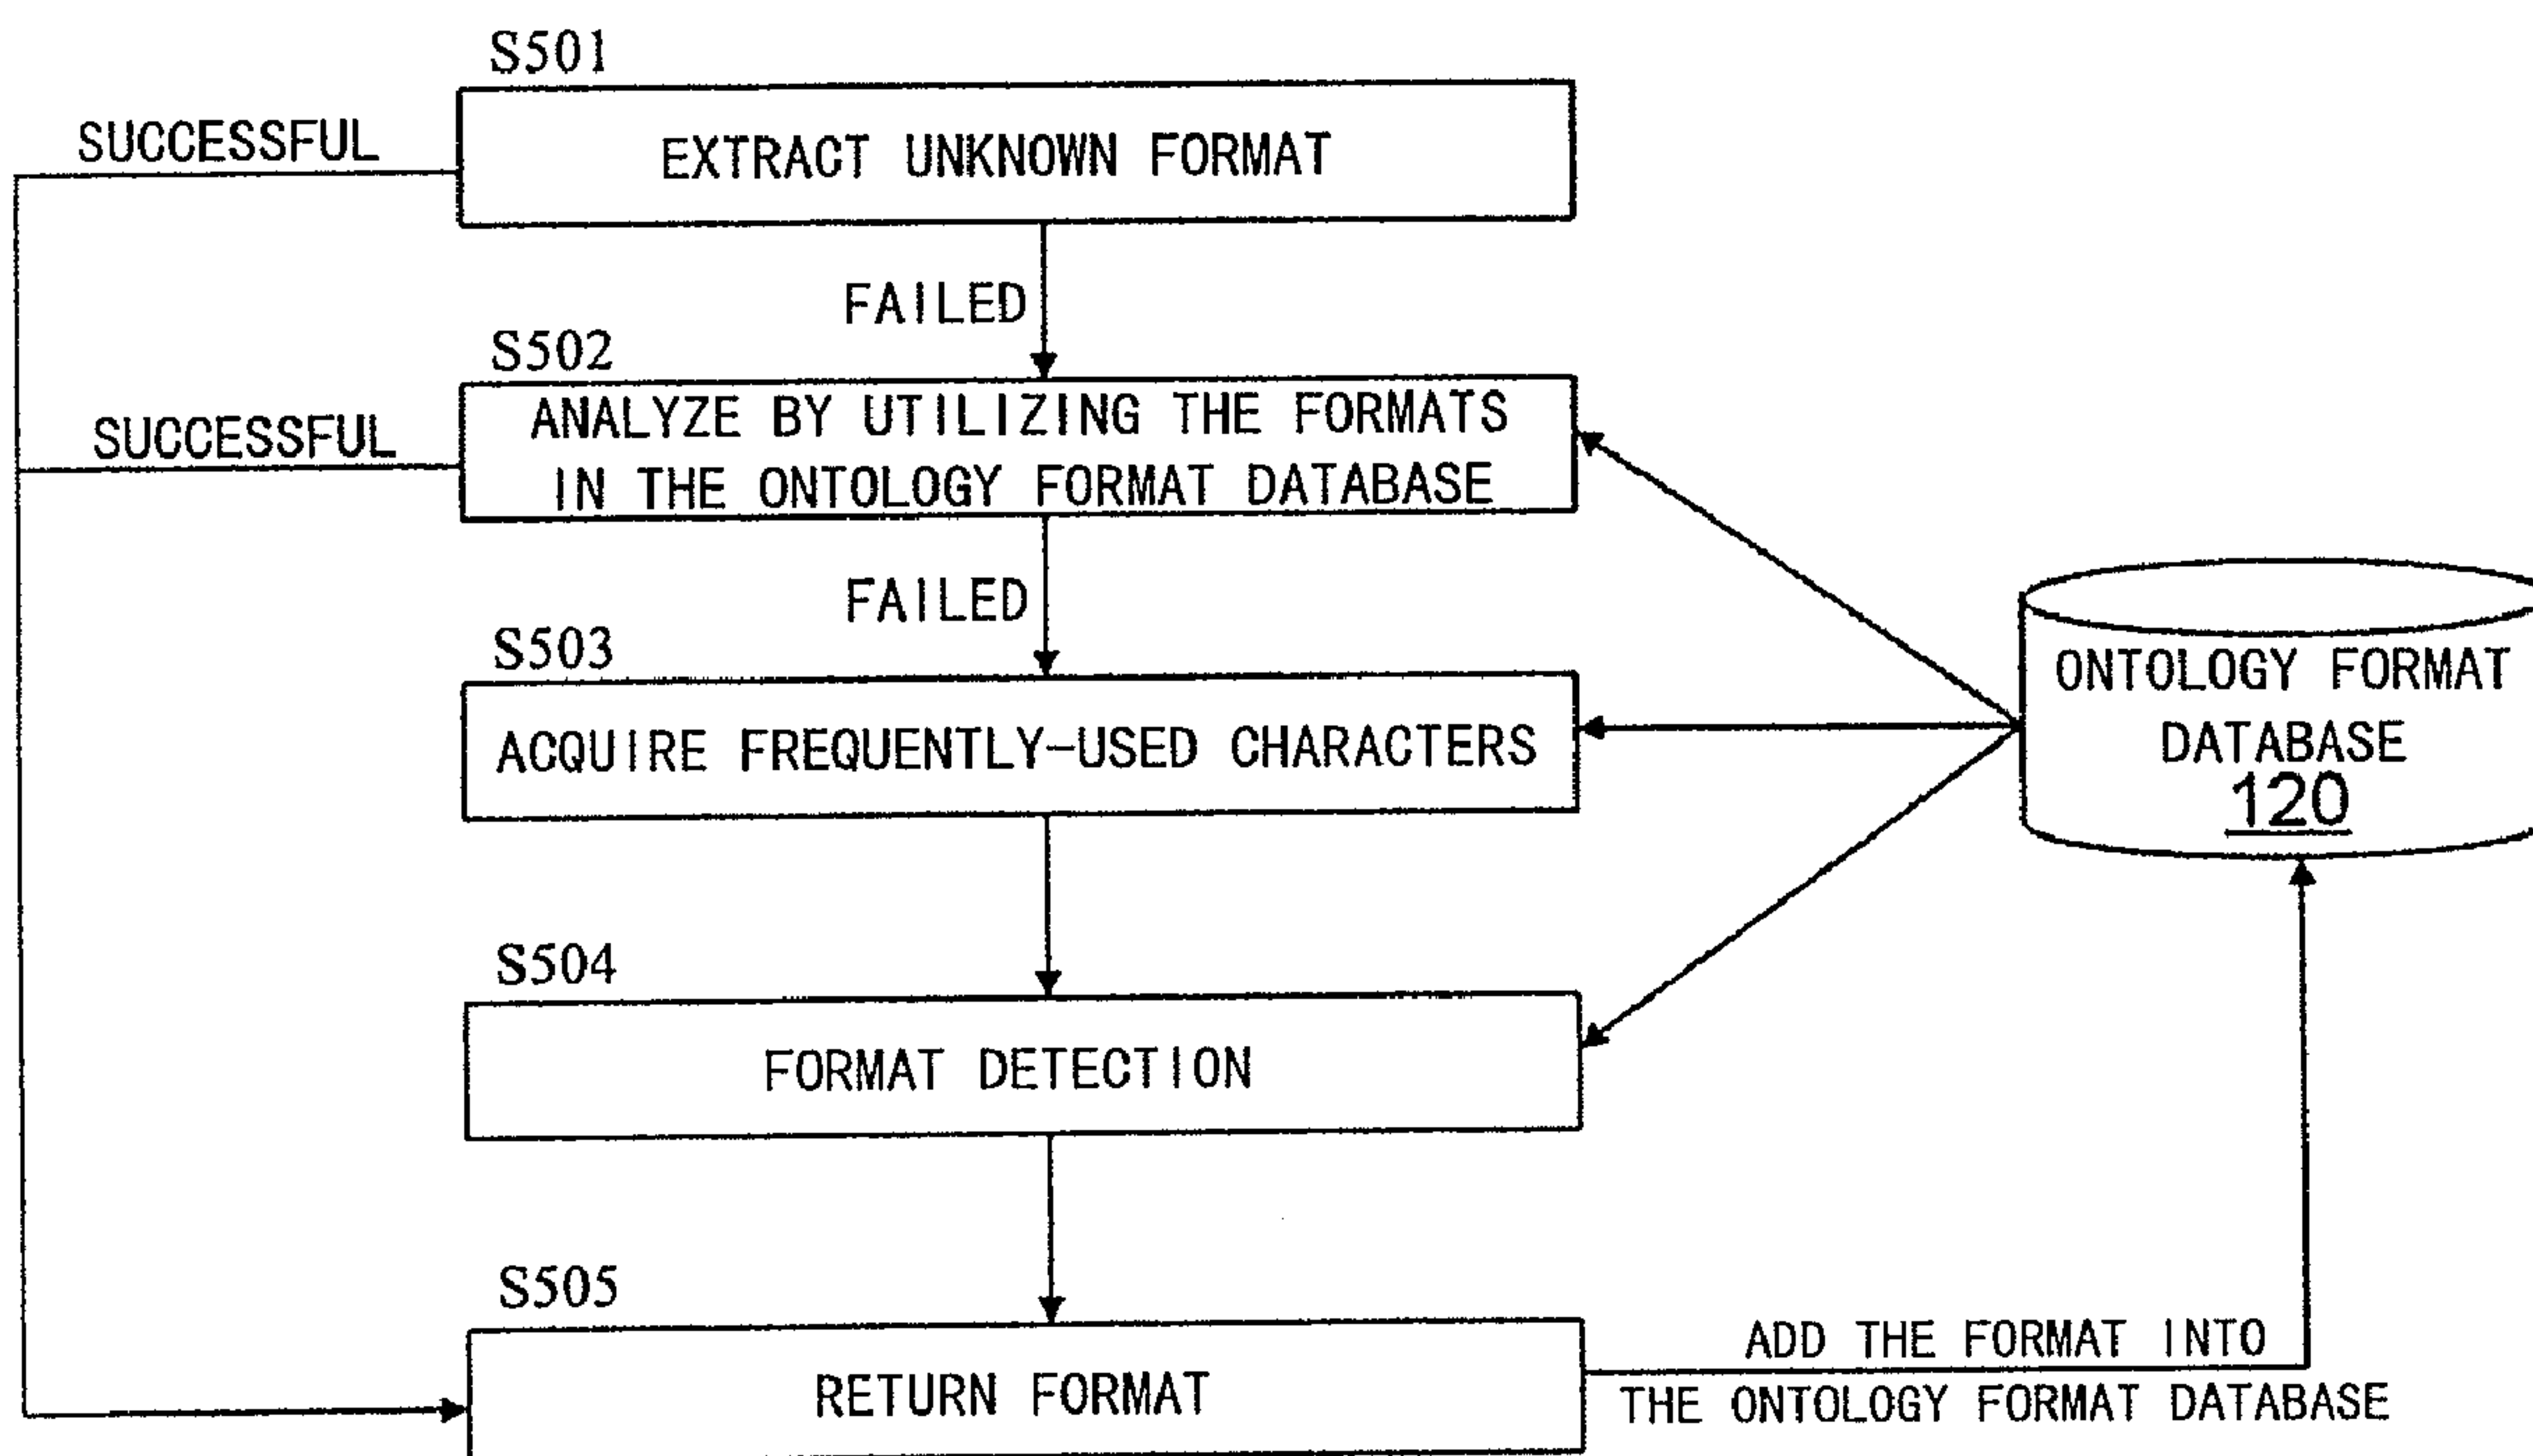 S501
SUCCESSFUL
EXTRACT UNKNOWN FORMAT
FAILED
S502
SUCCESSFUL
ANALYZE BY UTILIZING THE FORMATS
IN THE ONTOLOGY FORMAT DATABASE
FAILED
S503
ACQUIRE FREQUENTLY-USED CHARACTERS
ONTOLOGY FORMAT
DATABASE
120
S504
FORMAT DETECTION
S505
RETURN FORMAT
ADD THE FORMAT INTO
THE ONTOLOGY FORMAT DATABASE